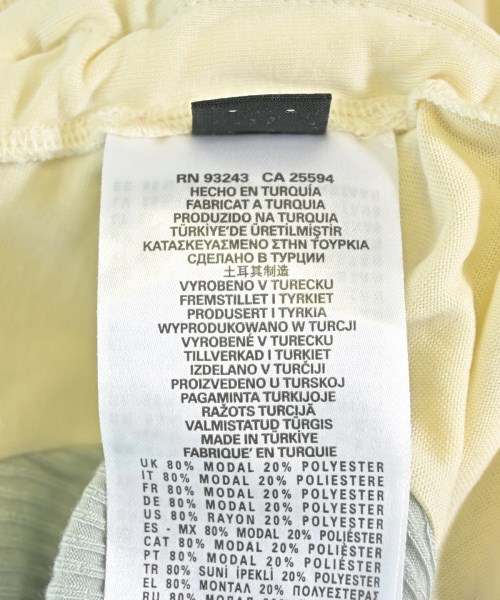 RN 93243 CA 25594
HECHO EN TURQUÍA
FABRICAT A TURQUIA
PRODUZIDO NA TURQUIA
TÜRKİYE'DE ÜRETİLMİŞTİR
ΚΑΤΑΣΚΕΥΑΣΜΕΝΟ ΣΤΗΝ ΤΟΥΡΚΙΑ
СДЕЛАНО В ТУРЦИИ
土耳其制造
VYROBENO V TURECKU
FREMSTILLET I TYRKIET
PRODUSERT I TYRKIA
WYPRODUKOWANO W TURCJI
VYROBENÉ V TURECKU
TILLVERKAD I TURKIET
IZDELANO V TURČIJI
PROIZVEDENO U TURSKOJ
PAGAMINTA TURKIJOJE
RAŽOTS TURCIJĀ
VALMISTATUD TÜRGIS
MADE IN TÜRKİYE
FABRIQUE' EN TURQUIE
UK 80% MODAL 20% POLYESTER
IT 80% MODAL 20% POLIESTERE
FR 80% MODAL 20% POLYESTER
DE 80% MODAL 20% POLYESTER
US 80% RAYON 20% POLYESTER
ES - MX 80% MODAL 20% POLIÉSTER
CAT 80% MODAL 20% POLIÈSTER
PT 80% MODAL 20% POLIÉSTER
TR 80% SUNİ İPEKLİ 20% POLYESTER
EL 80% ΜΟΝΤΑΛ 20% ΠΟΛΥΕΣΤΕΡΑΣ
RU 80%